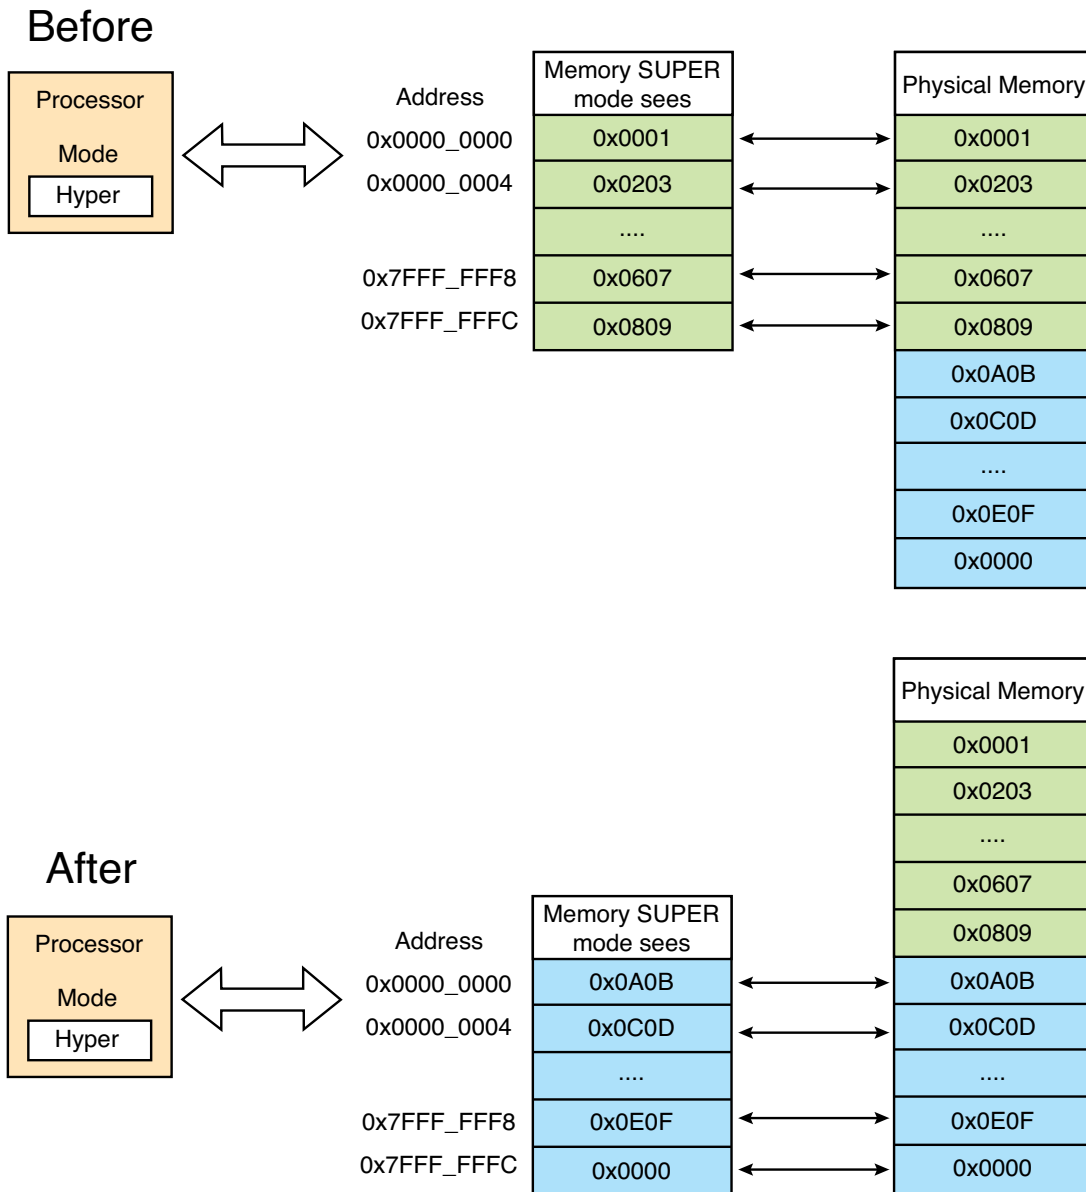 Before
Processor
Mode
Hyper
Address
0x0000_0000
0x0000_0004
0x7FFF_FFF8
0x7FFF_FFFC
Memory SUPER
mode sees
0x0001
0x0203
....
0x0607
0x0809
Physical Memory
0x0001
0x0203
....
0x0607
0x0809
0x0A0B
0x0C0D
....
0x0E0F
0x0000
After
Processor
Mode
Hyper
Address
0x0000_0000
0x0000_0004
0x7FFF_FFF8
0x7FFF_FFFC
Memory SUPER
mode sees
0x0A0B
0x0C0D
....
0x0E0F
0x0000
Physical Memory
0x0001
0x0203
....
0x0607
0x0809
0x0A0B
0x0C0D
....
0x0E0F
0x0000